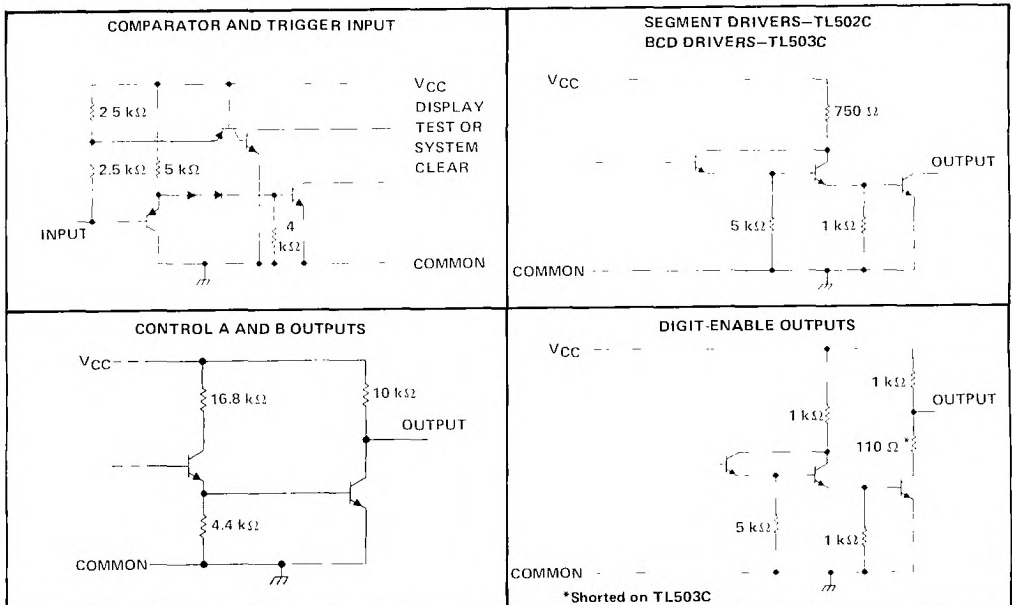 COMPARATOR AND TRIGGER INPUT
VCC
2.5 kΩ
DISPLAY
TEST OR
SYSTEM
CLEAR
2.5 kΩ
5 kΩ
INPUT
4
kΩ
COMMON
SEGMENT DRIVERS–TL502C
BCD DRIVERS–TL503C
VCC
750 Ω
OUTPUT
5 kΩ
1 kΩ
COMMON
CONTROL A AND B OUTPUTS
VCC
16.8 kΩ
10 kΩ
OUTPUT
4.4 kΩ
COMMON
DIGIT-ENABLE OUTPUTS
VCC
1 kΩ
OUTPUT
1 kΩ
110 Ω *
5 kΩ
1 kΩ
COMMON
*Shorted on TL503C